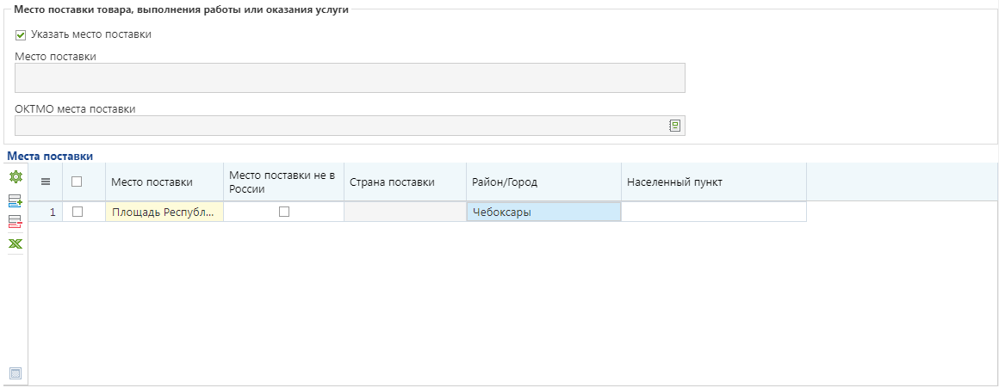 Место поставки товара, выполнения работы или оказания услуги
Указать место поставки
Место поставки
ОКТМО места поставки
Места поставки
Место поставки
Место поставки не в
России
Страна поставки
Район/Город
Населенный пункт
1
Площадь Республ...
Чебоксары